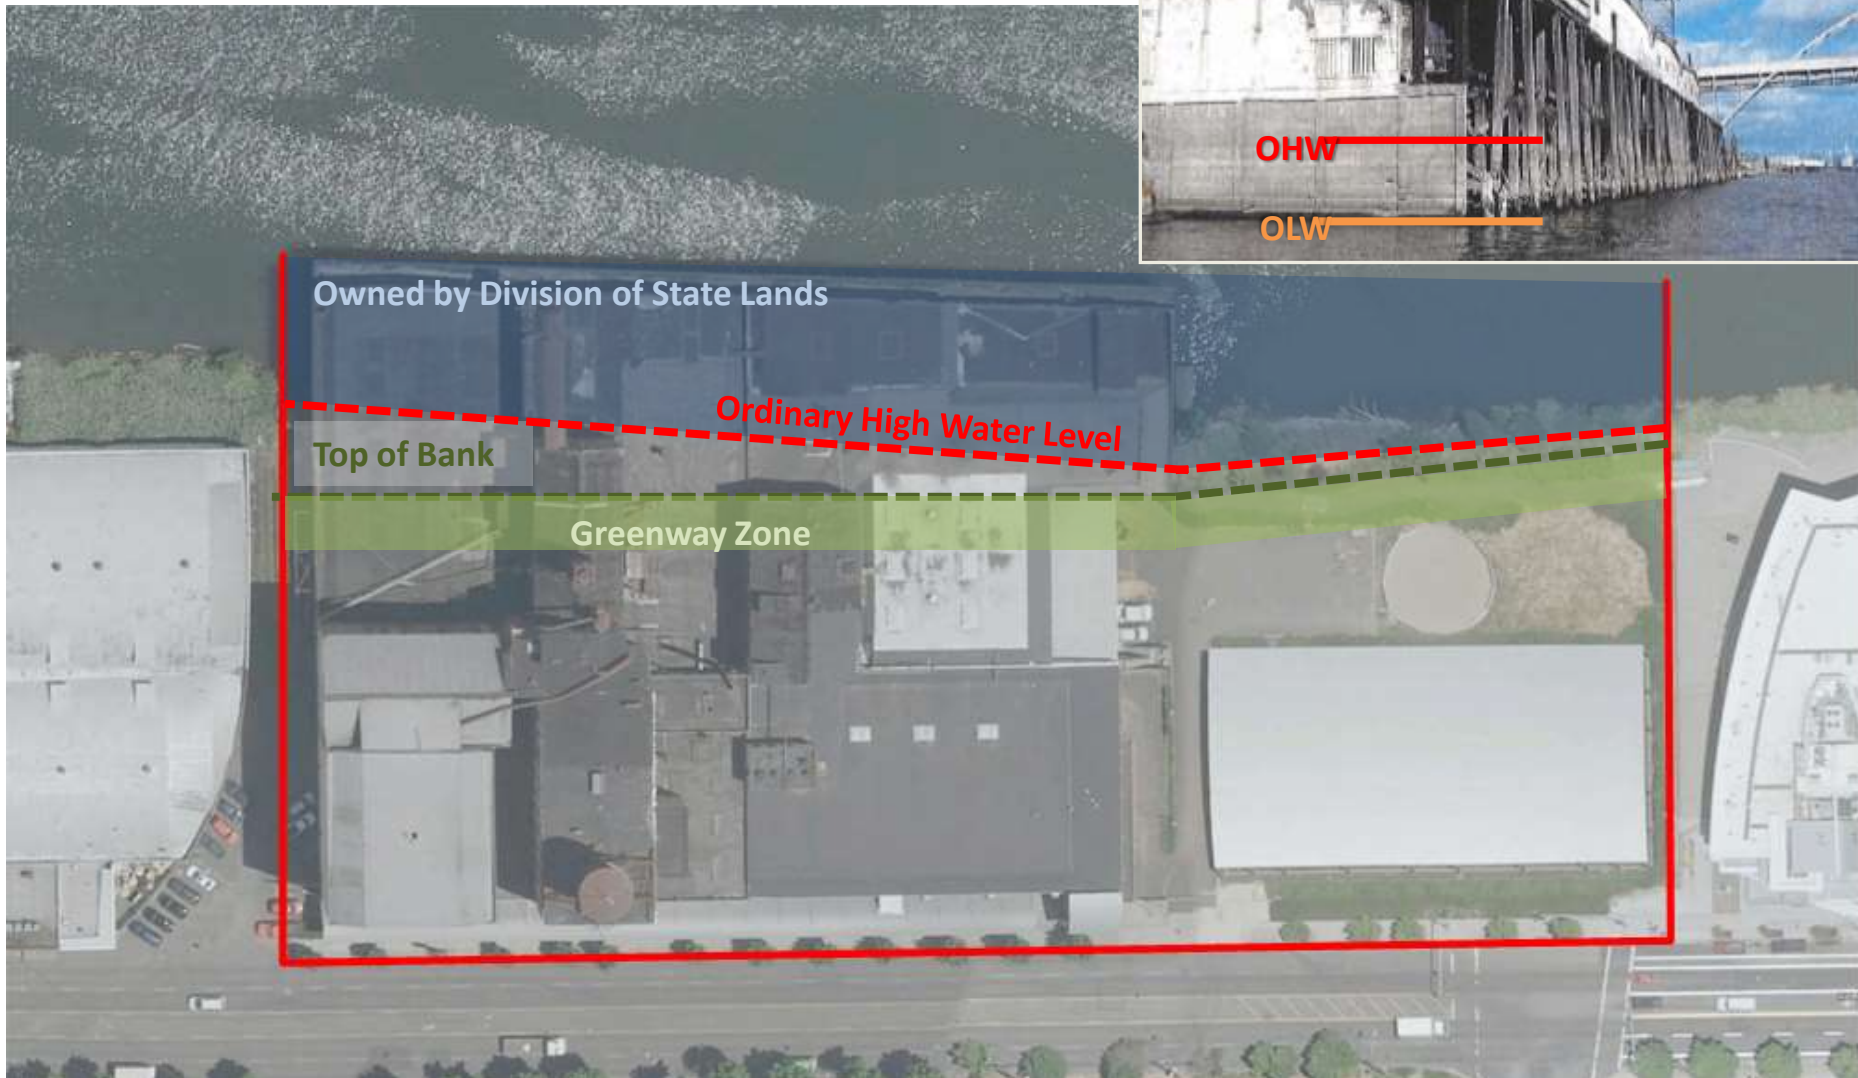 OHW
OLW
Owned by Division of State Lands
Ordinary High Water Level
Top of Bank
Greenway Zone